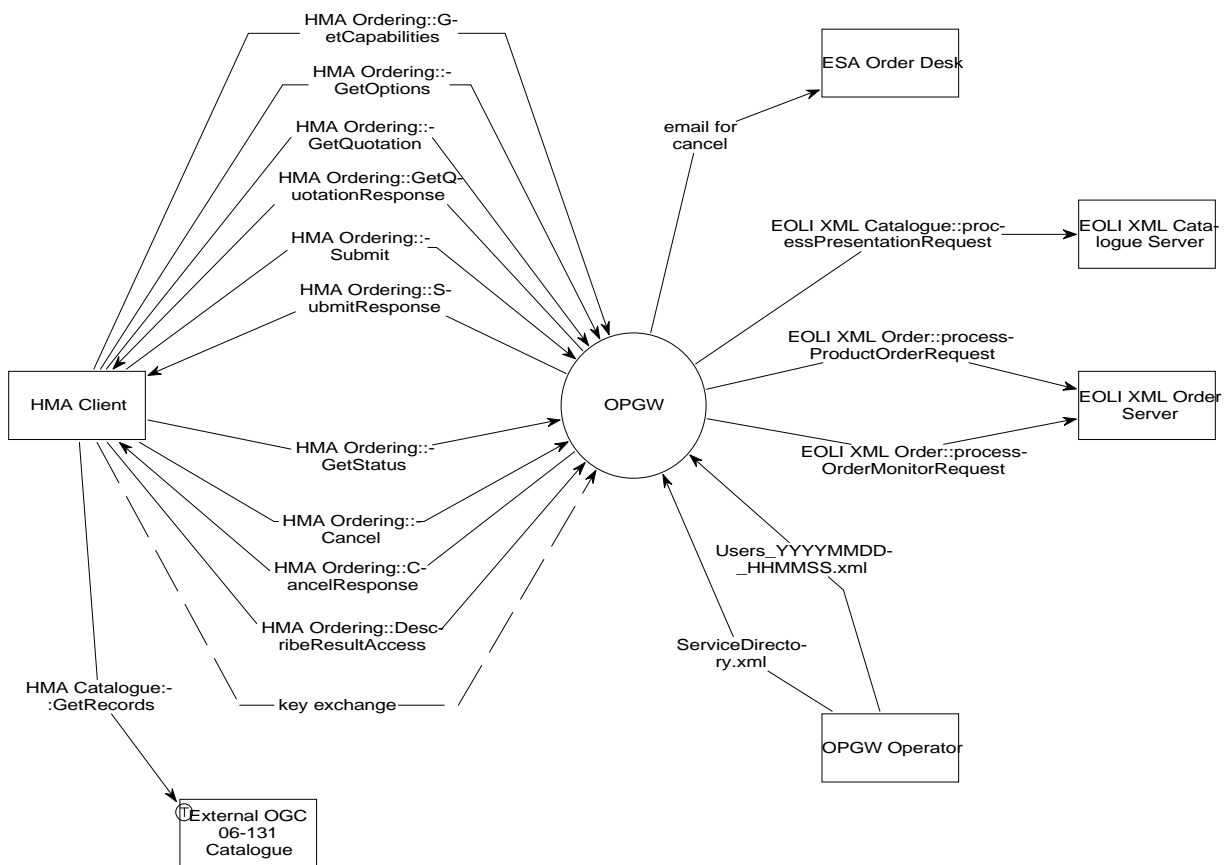 HMA Ordering::G-
etCapabilities
HMA Ordering::-
GetOptions
HMA Ordering::-
GetQuotation
HMA Ordering::GetQ-
uotationResponse
HMA Ordering::-
Submit
HMA Ordering::S-
ubmitResponse
HMA Client
HMA Ordering::-
GetStatus
HMA Ordering::-
Cancel
HMA Ordering::C-
ancelResponse
HMA Ordering::Desc-
ribeResultAccess
key exchange
HMA Catalogue:-
:GetRecords
T
External OGC
06-131
Catalogue
OPGW
email for
cancel
ESA Order Desk
EOLI XML Catalogue::proc-
essPresentationRequest
EOLI XML Cata-
logue Server
EOLI XML Order::process-
ProductOrderRequest
EOLI XML Order
Server
EOLI XML Order::process-
OrderMonitorRequest
Users_YYYYMMDD-
_HHMMSS.xml
ServiceDirecto-
ry.xml
OPGW Operator